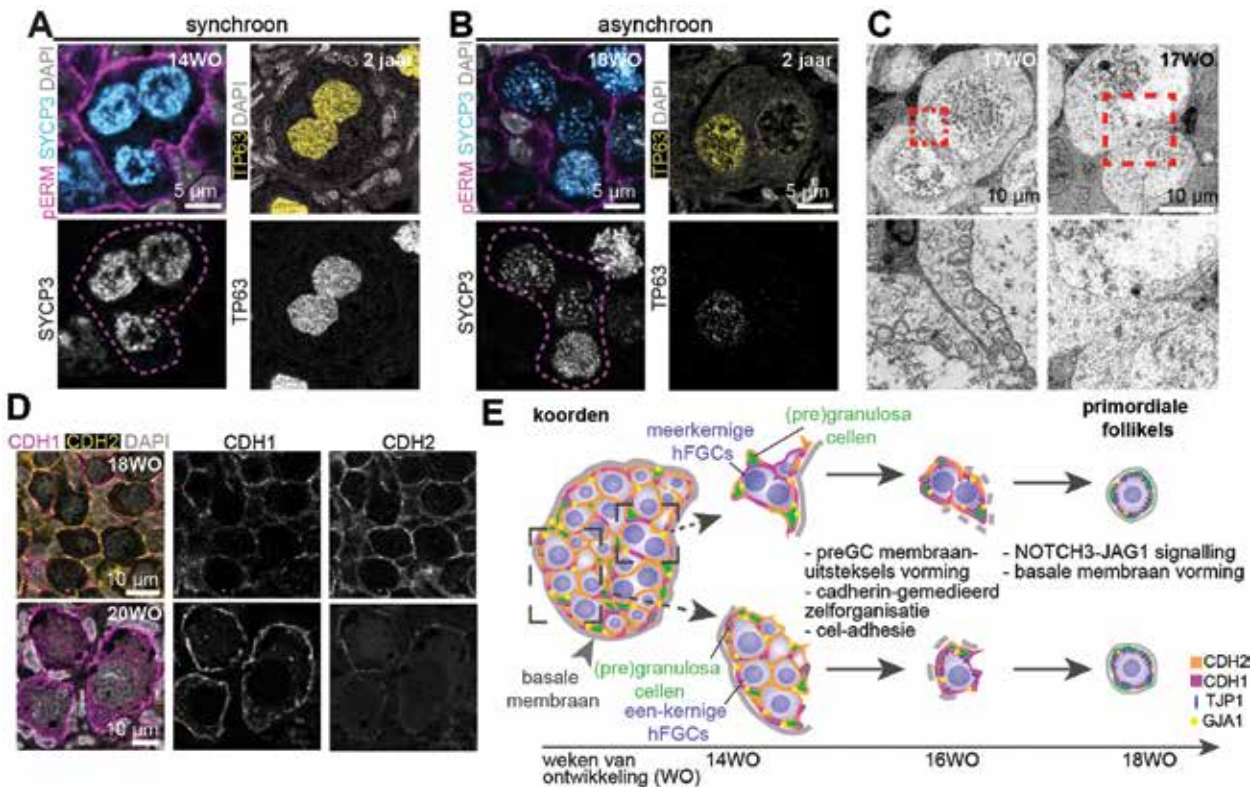 A
synchroon
pERM SYCP3 DAPI
14WO
5 µm
TP63 DAPI
2 jaar
SYCP3
TP63
B
asynchroon
pERM SYCP3 DAPI
18WO
5 µm
TP63 DAPI
2 jaar
5 µm
SYCP3
TP63
C
17WO
10 µm
17WO
10 µm
D
CDH1 CDH2 DAPI
CDH1
CDH2
18WO
10 µm
20WO
10 µm
E
koorden
meerkernige
hFGCs
(pre)granulosa
cellen
primordiale
follikels
- preGC membraan-
uitsteksels vorming
- cadherin-gemedieerd
zelforganisatie
- cel-adhesie
- NOTCH3-JAG1 signalling
- basale membraan vorming
basale
membraan
(pre)granulosa
cellen
een-kernige
hFGCs
CDH2
CDH1
TJP1
GJA1
weken van
ontwikkeling (WO)
14WO
16WO
18WO